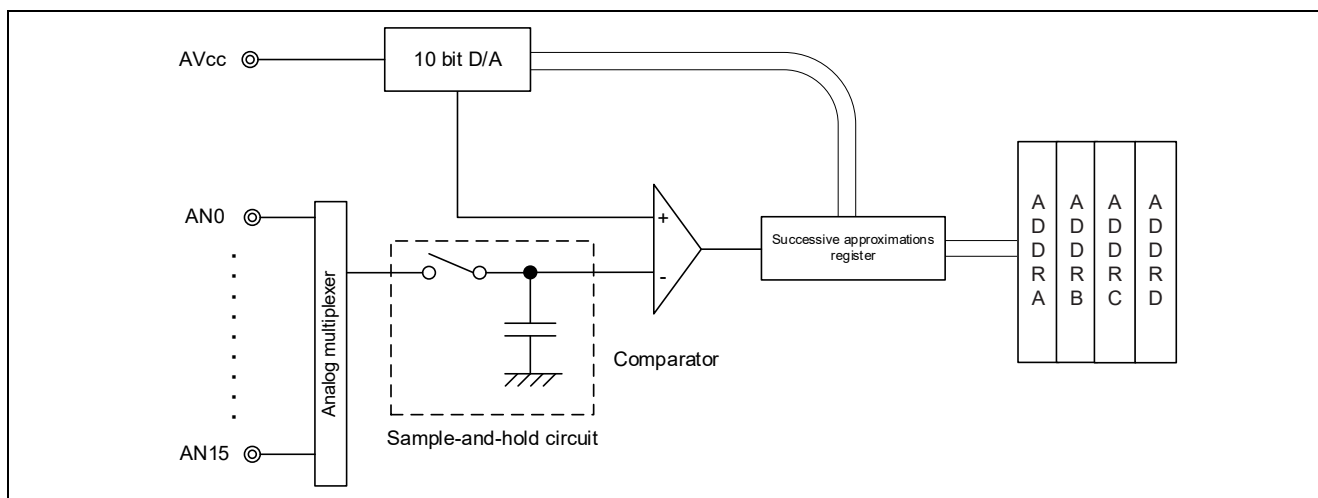 AVcc
10 bit D/A
AN0
AN15
Analog multiplexer
+
-
Sample-and-hold circuit
Comparator
Successive approximations
register
ADDRA
ADDRB
ADDRC
ADDRD